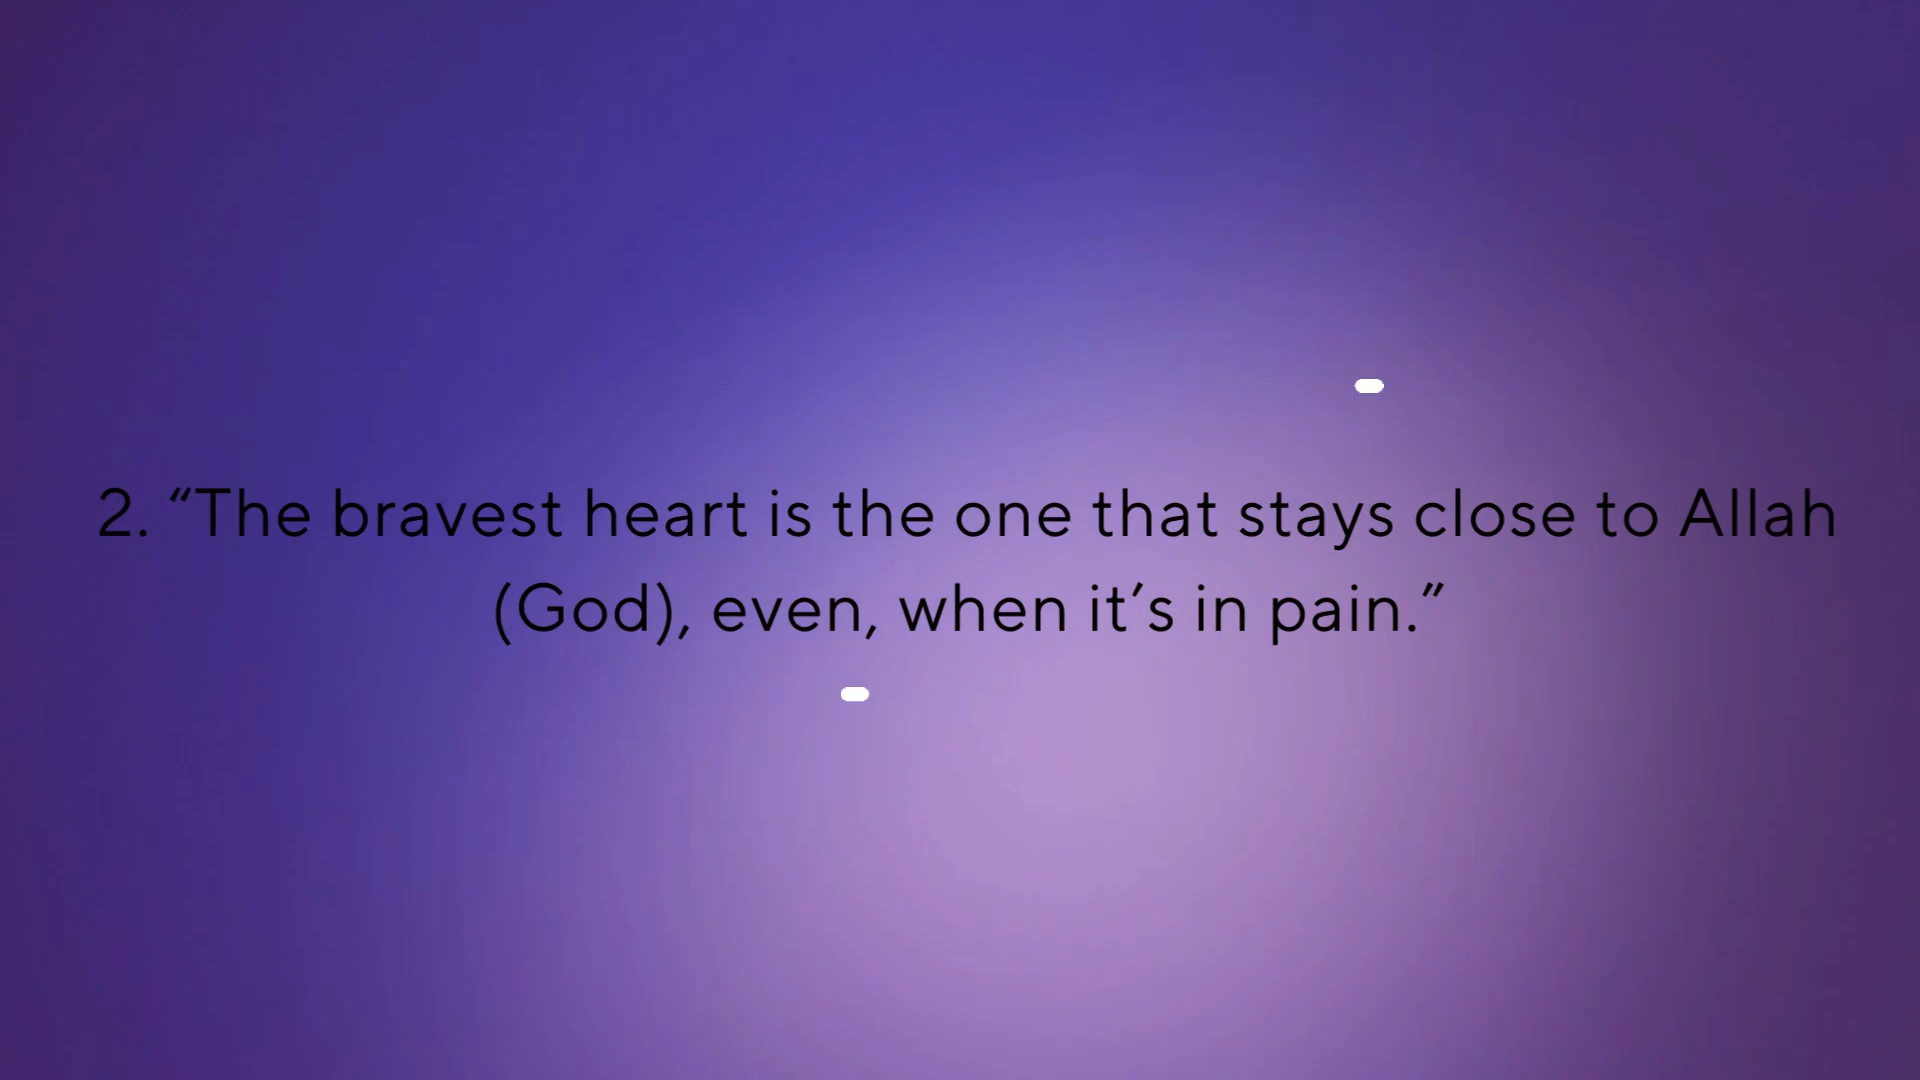 2. “The bravest heart is the one that stays close to Allah
(God), even, when it’s in pain.”